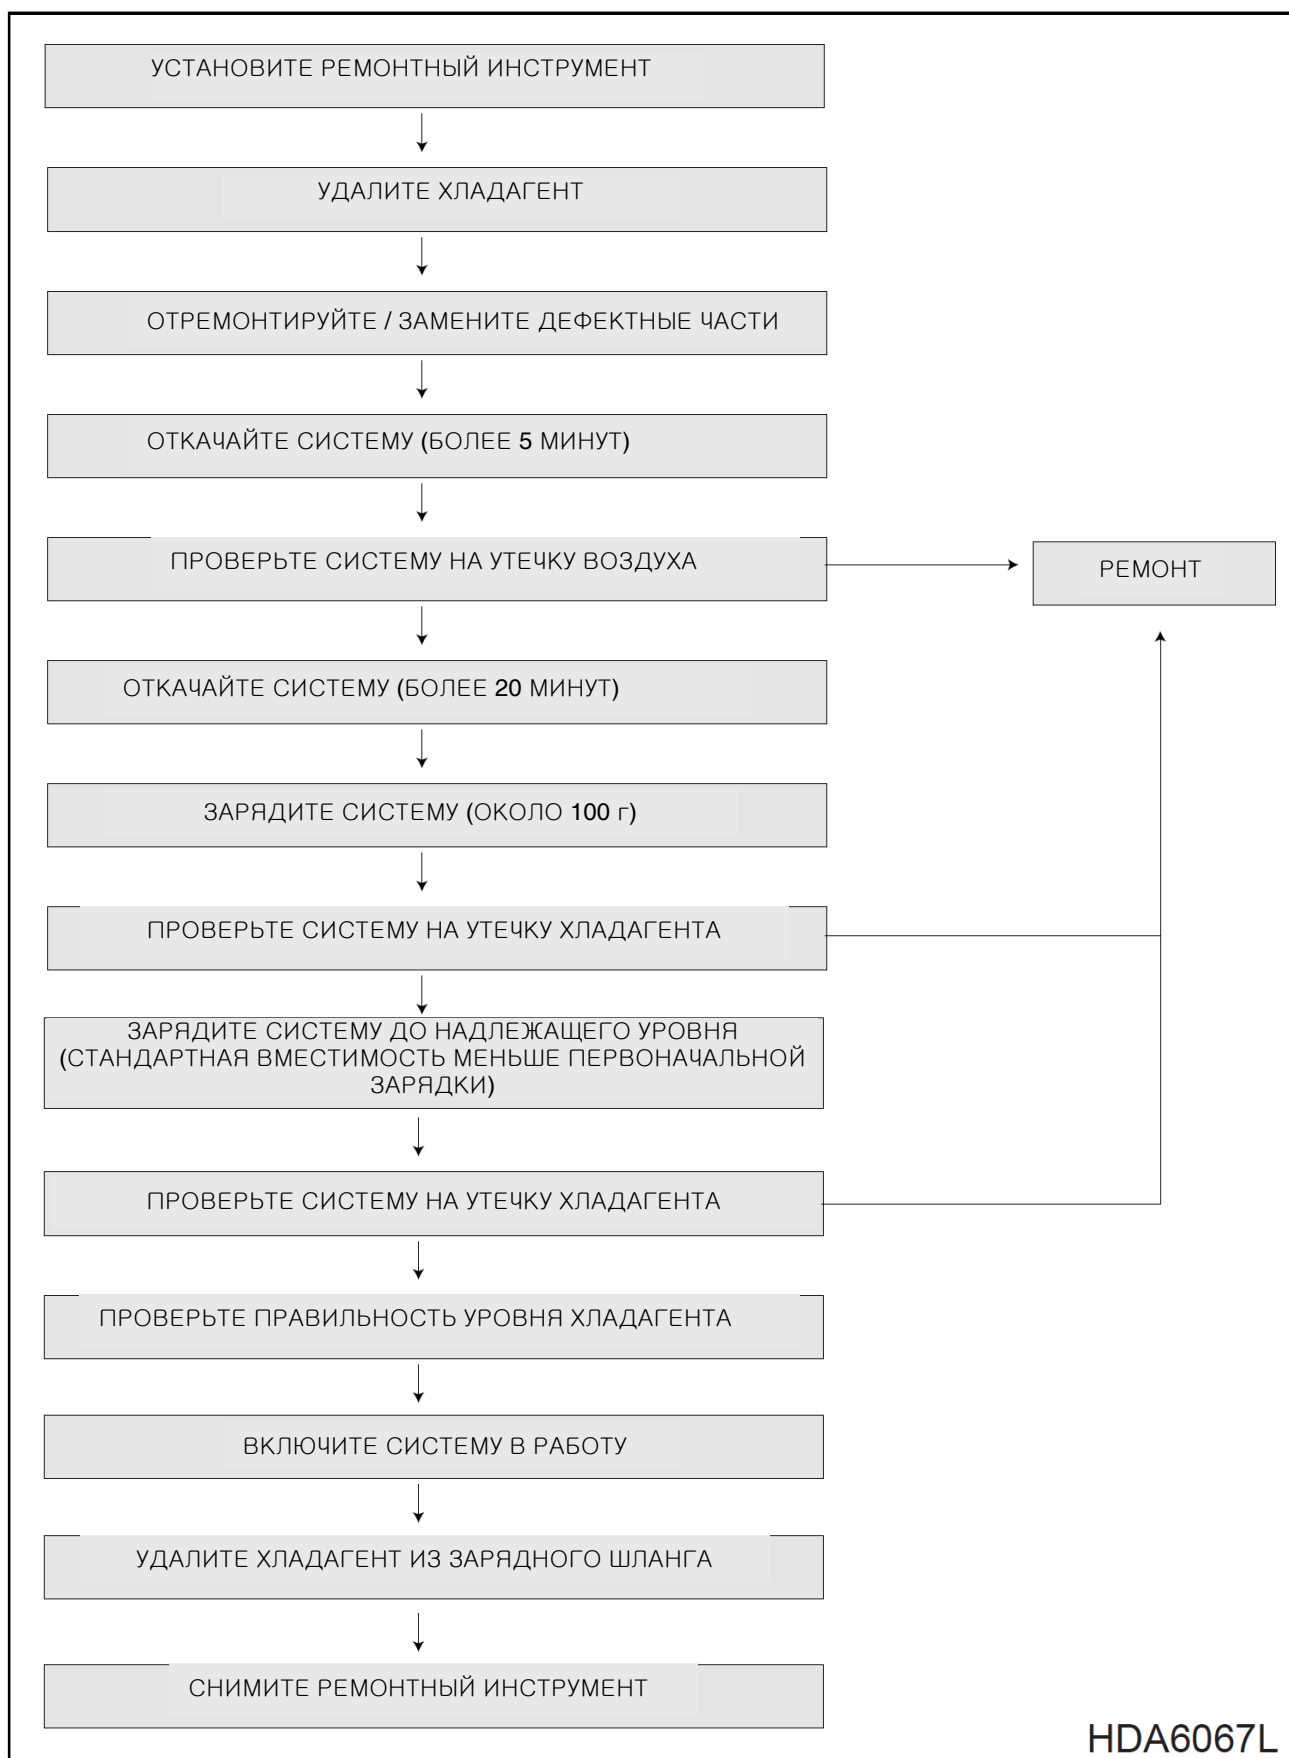 УСТАНОВИТЕ РЕМОНТНЫЙ ИНСТРУМЕНТ
УДАЛИТЕ ХЛАДАГЕНТ
ОТРЕМОНТИРУЙТЕ / ЗАМЕНИТЕ ДЕФЕКТНЫЕ ЧАСТИ
ОТКАЧАЙТЕ СИСТЕМУ (БОЛЕЕ 5 МИНУТ)
ПРОВЕРЬТЕ СИСТЕМУ НА УТЕЧКУ ВОЗДУХА
РЕМОНТ
ОТКАЧАЙТЕ СИСТЕМУ (БОЛЕЕ 20 МИНУТ)
ЗАРЯДИТЕ СИСТЕМУ (ОКОЛО 100 г)
ПРОВЕРЬТЕ СИСТЕМУ НА УТЕЧКУ ХЛАДАГЕНТА
ЗАРЯДИТЕ СИСТЕМУ ДО НАДЛЕЖАЩЕГО УРОВНЯ
(СТАНДАРТНАЯ ВМЕСТИМОСТЬ МЕНЬШЕ ПЕРВОНАЧАЛЬНОЙ
ЗАРЯДКИ)
ПРОВЕРЬТЕ СИСТЕМУ НА УТЕЧКУ ХЛАДАГЕНТА
ПРОВЕРЬТЕ ПРАВИЛЬНОСТЬ УРОВНЯ ХЛАДАГЕНТА
ВКЛЮЧИТЕ СИСТЕМУ В РАБОТУ
УДАЛИТЕ ХЛАДАГЕНТ ИЗ ЗАРЯДНОГО ШЛАНГА
СНИМИТЕ РЕМОНТНЫЙ ИНСТРУМЕНТ
HDA6067L